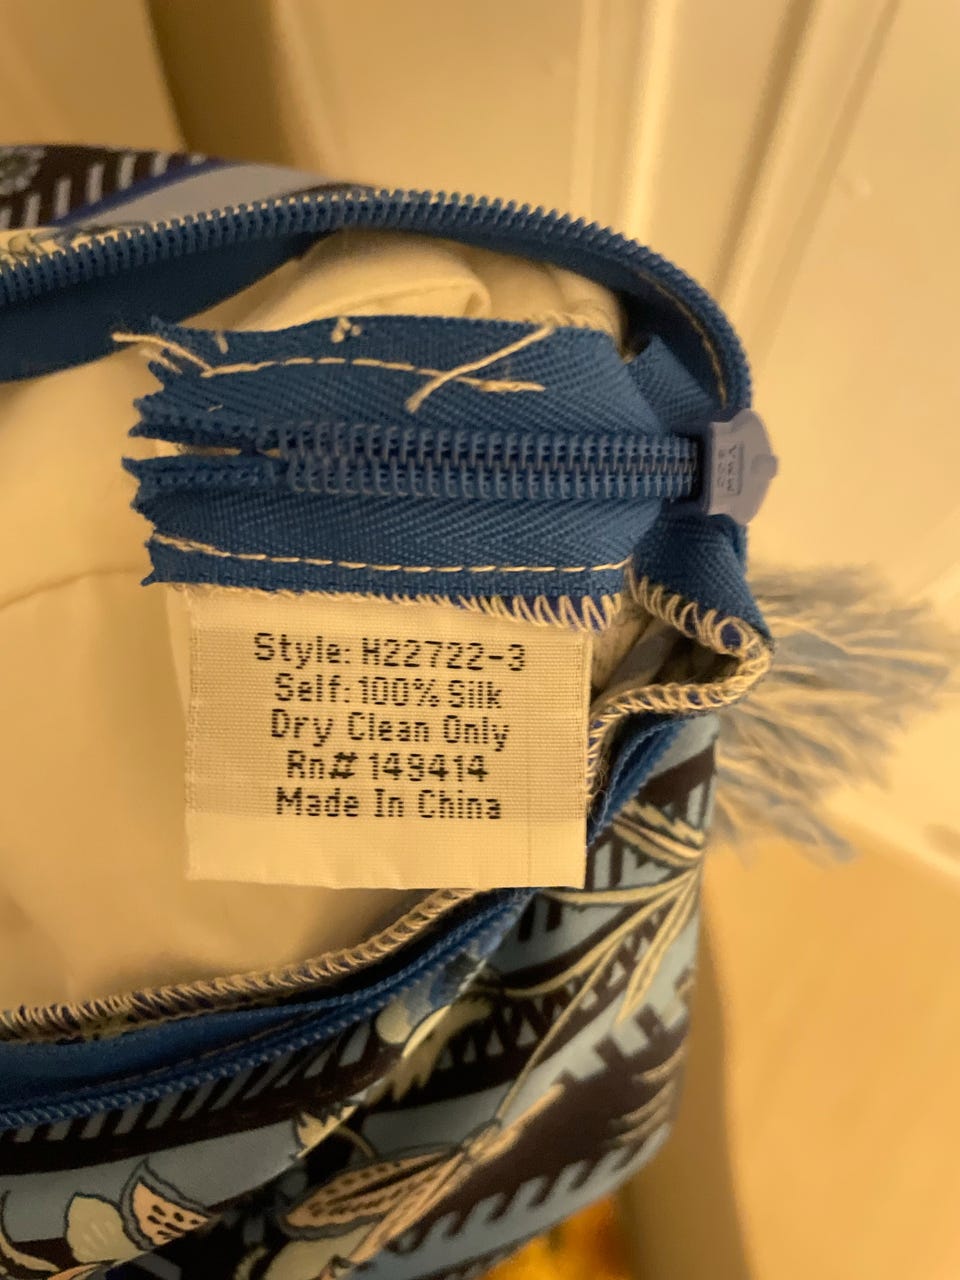 Style: H22722-3
Self: 100% Silk
Dry Clean Only
Rn# 149414
Made In China